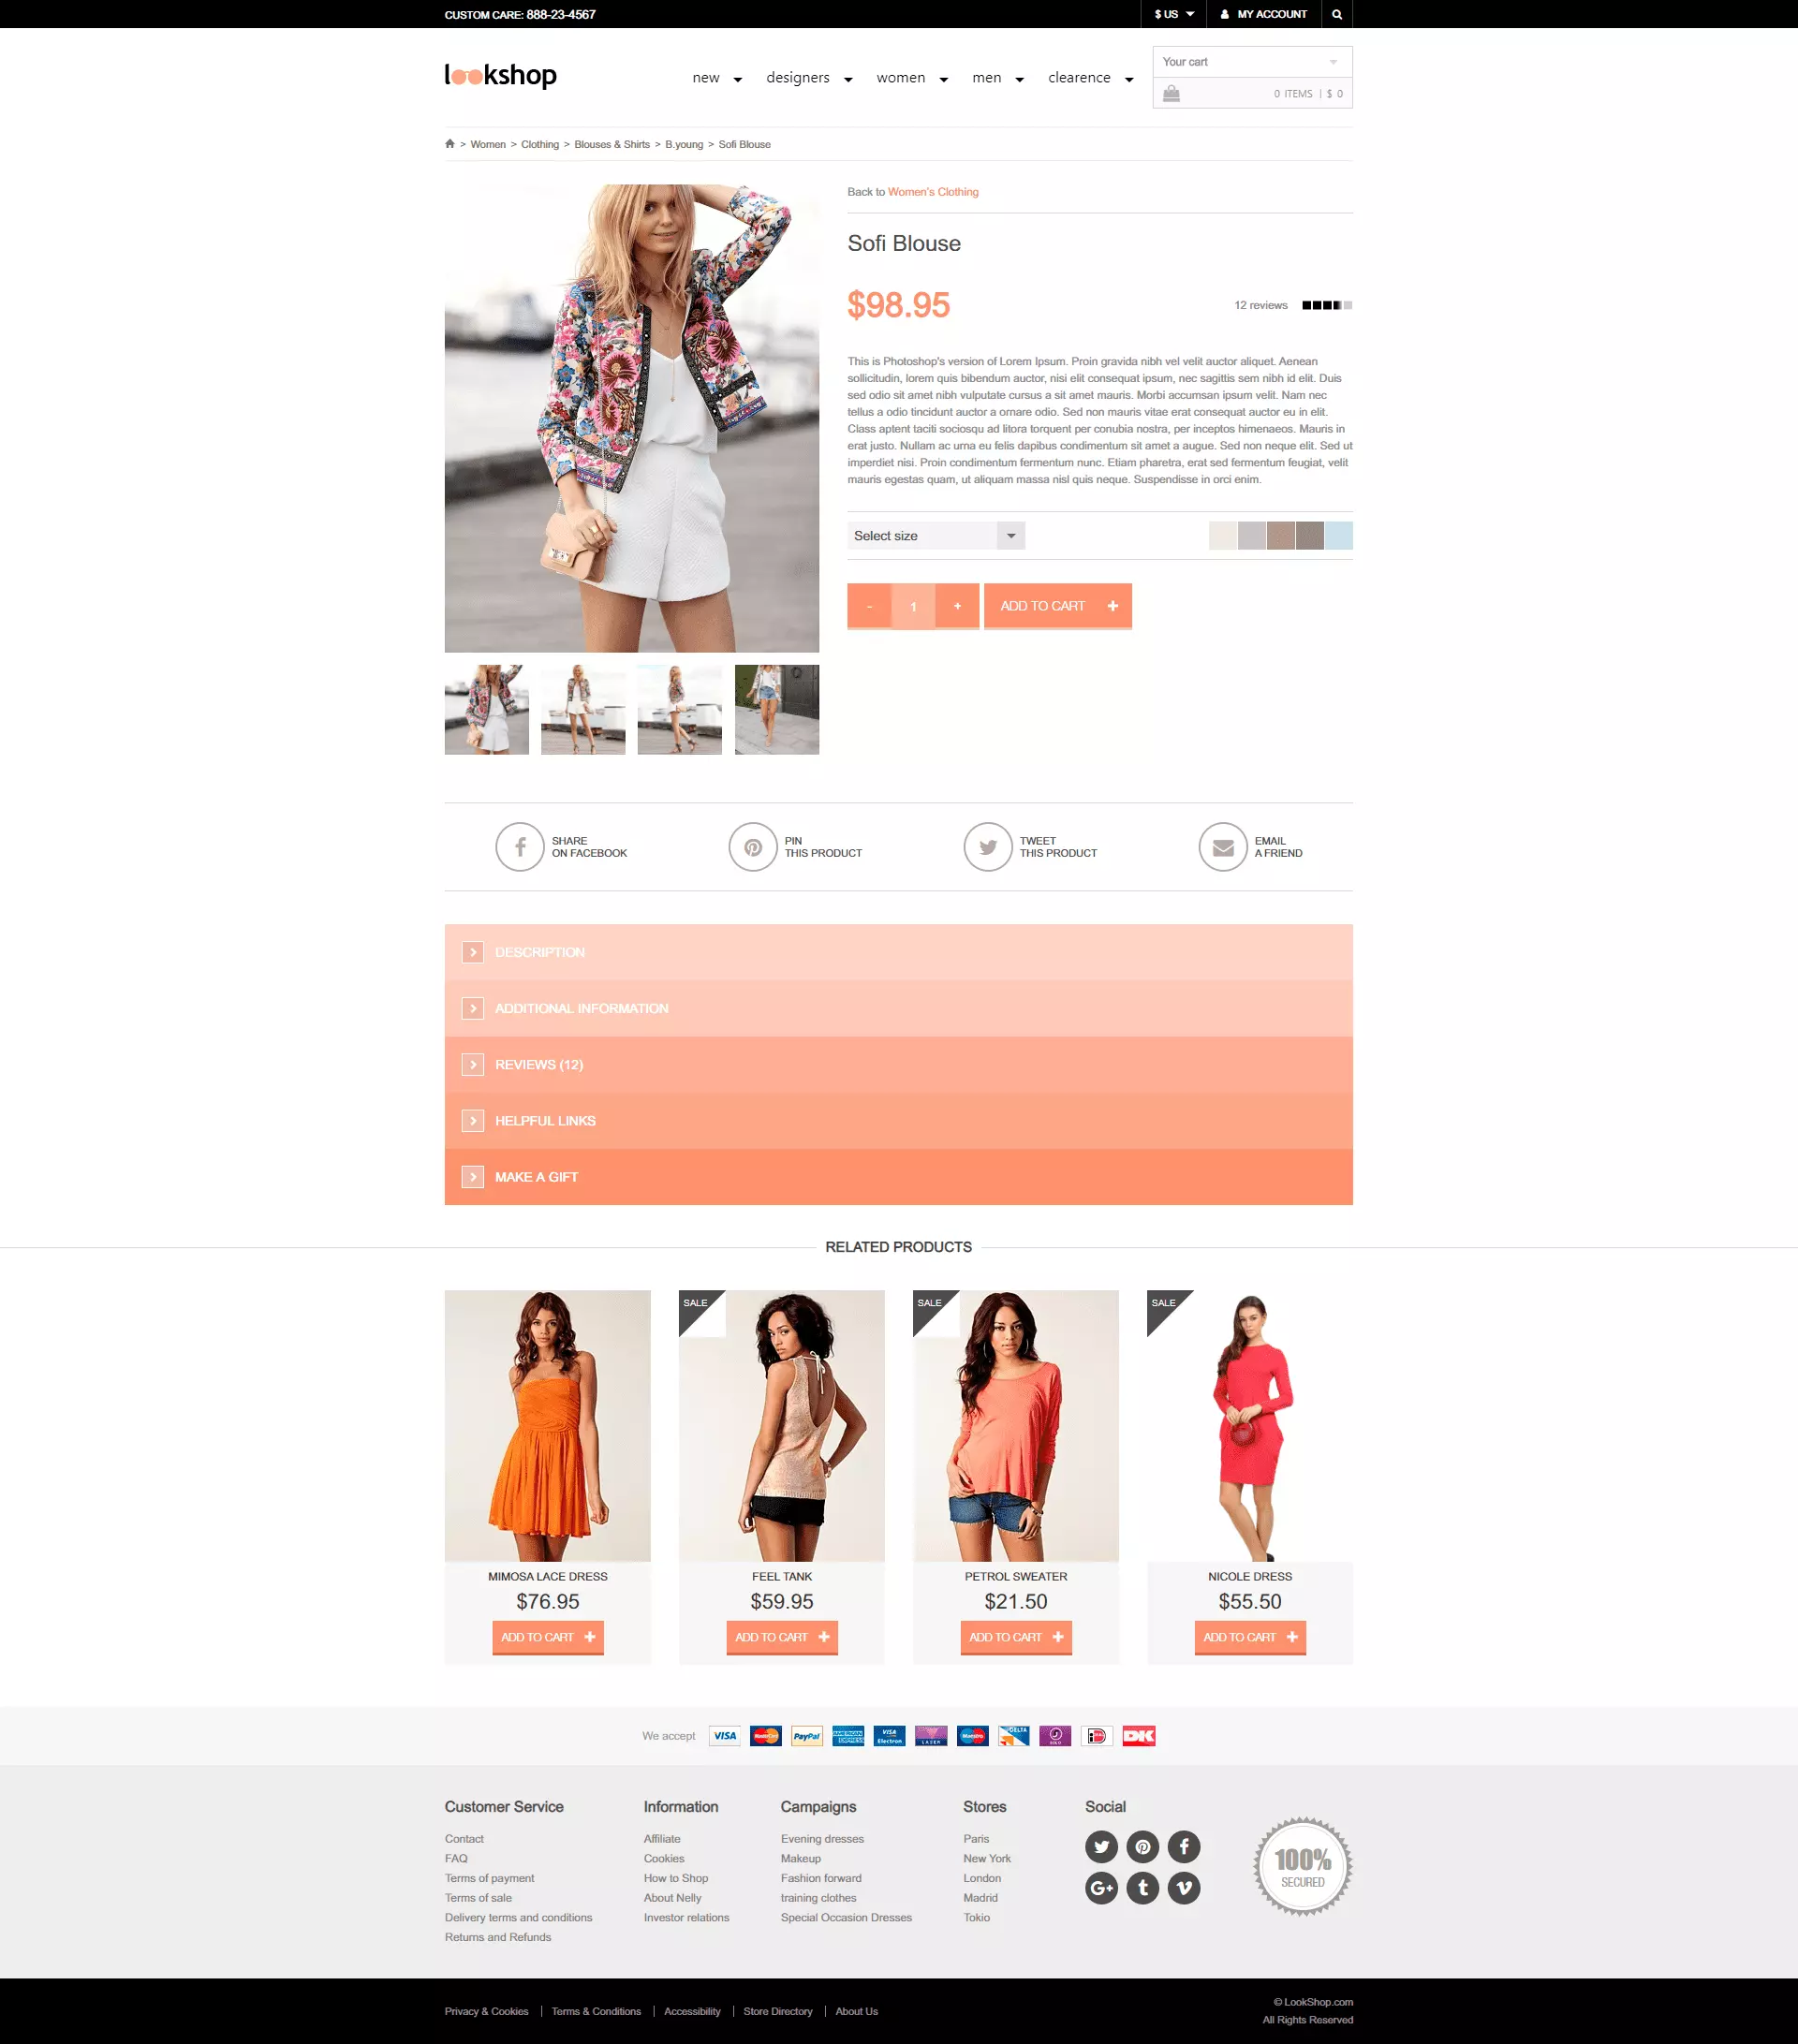 CUSTOM CARE: 888-23-4567
$ US
MY ACCOUNT
lookshop
new
designers
women
men
clearence
Your cart
0 ITEMS | $ 0
> Women > Clothing > Blouses & Shirts > B.young > Sofi Blouse
Back to Women's Clothing
Sofi Blouse
$98.95
12 reviews
This is Photoshop's version of Lorem Ipsum. Proin gravida nibh vel velit auctor aliquet. Aenean
sollicitudin, lorem quis bibendum auctor, nisi elit consequat ipsum, nec sagittis sem nibh id elit. Duis
sed odio sit amet nibh vulputate cursus a sit amet mauris. Morbi accumsan ipsum velit. Nam nec
tellus a odio tincidunt auctor a ornare odio. Sed non mauris vitae erat consequat auctor eu in elit.
Class aptent taciti sociosqu ad litora torquent per conubia nostra, per inceptos himenaeos. Mauris in
erat justo. Nullam ac urna eu felis dapibus condimentum sit amet a augue. Sed non neque elit. Sed ut
imperdiet nisi. Proin condimentum fermentum nunc. Etiam pharetra, erat sed fermentum feugiat, velit
mauris egestas quam, ut aliquam massa nisl quis neque. Suspendisse in orci enim.
Select size
- 1 +
ADD TO CART +
SHARE
ON FACEBOOK
PIN
THIS PRODUCT
TWEET
THIS PRODUCT
EMAIL
A FRIEND
DESCRIPTION
ADDITIONAL INFORMATION
REVIEWS (12)
HELPFUL LINKS
MAKE A GIFT
RELATED PRODUCTS
SALE
SALE
SALE
MIMOSA LACE DRESS
$76.95
ADD TO CART +
FEEL TANK
$59.95
ADD TO CART +
PETROL SWEATER
$21.50
ADD TO CART +
NICOLE DRESS
$55.50
ADD TO CART +
We accept
VISA
MasterCard
PayPal
AMERICAN EXPRESS
VISA Electron
LASER
Maestro
DELTA
SOLO
iD
DK
Customer Service
Contact
FAQ
Terms of payment
Terms of sale
Delivery terms and conditions
Returns and Refunds
Information
Affiliate
Cookies
How to Shop
About Nelly
Investor relations
Campaigns
Evening dresses
Makeup
Fashion forward
training clothes
Special Occasion Dresses
Stores
Paris
New York
London
Madrid
Tokio
Social
100%
SECURED
Privacy & Cookies | Terms & Conditions | Accessibility | Store Directory | About Us
© LookShop.com
All Rights Reserved